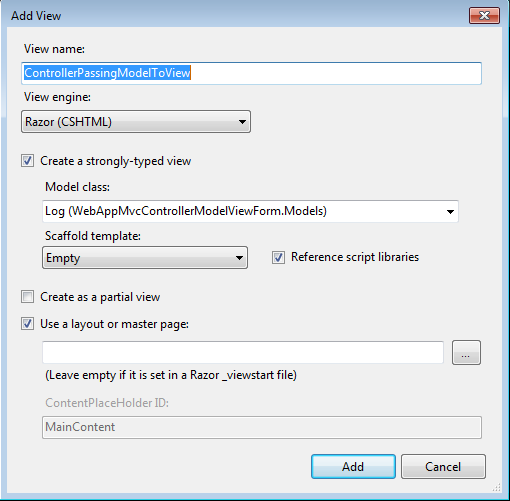 Add View
View name:
ControllerPassingModelToView
View engine:
Razor (CSHTML)
Create a strongly-typed view
Model class:
Log (WebAppMvcControllerModelViewForm.Models)
Scaffold template:
Empty
Reference script libraries
Create as a partial view
Use a layout or master page:
...
(Leave empty if it is set in a Razor _viewstart file)
ContentPlaceHolder ID:
MainContent
Add
Cancel